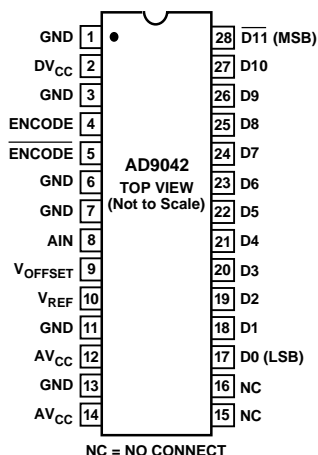 GND 1
DVCC 2
GND 3
ENCODE 4
ENCODE 5
GND 6
GND 7
AIN 8
VOFFSET 9
VREF 10
GND 11
AVCC 12
GND 13
AVCC 14
AD9042
TOP VIEW
(Not to Scale)
28 D11 (MSB)
27 D10
26 D9
25 D8
24 D7
23 D6
22 D5
21 D4
20 D3
19 D2
18 D1
17 D0 (LSB)
16 NC
15 NC
NC = NO CONNECT